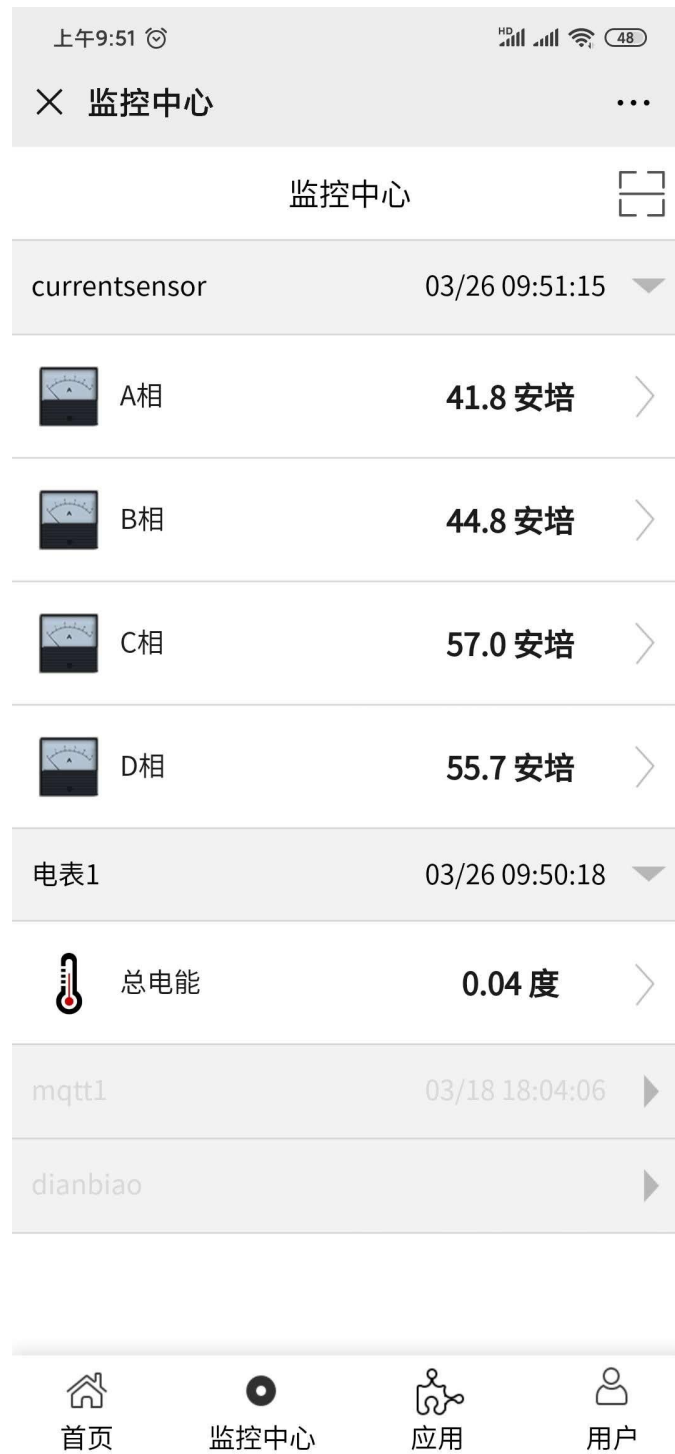 上午9:51
HD 48
监控中心
监控中心
currentsensor 03/26 09:51:15
A相 41.8 安培
B相 44.8 安培
C相 57.0 安培
D相 55.7 安培
电表1 03/26 09:50:18
总电能 0.04 度
mqtt1 03/18 18:04:06
dianbiao
首页 监控中心 应用 用户